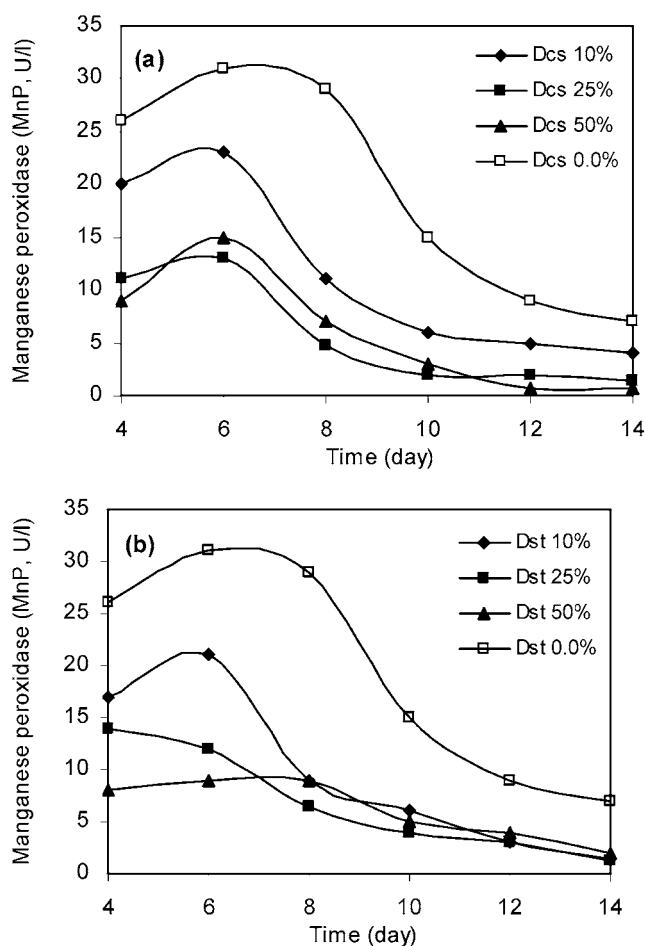 (a)
Dcs 10%
Dcs 25%
Dcs 50%
Dcs 0.0%
Manganese peroxidase (MnP, U/l)
35
30
25
20
15
10
5
0
4 6 8 10 12 14
Time (day)
(b)
Dst 10%
Dst 25%
Dst 50%
Dst 0.0%
Manganese peroxidase (MnP, U/l)
35
30
25
20
15
10
5
0
4 6 8 10 12 14
Time (day)